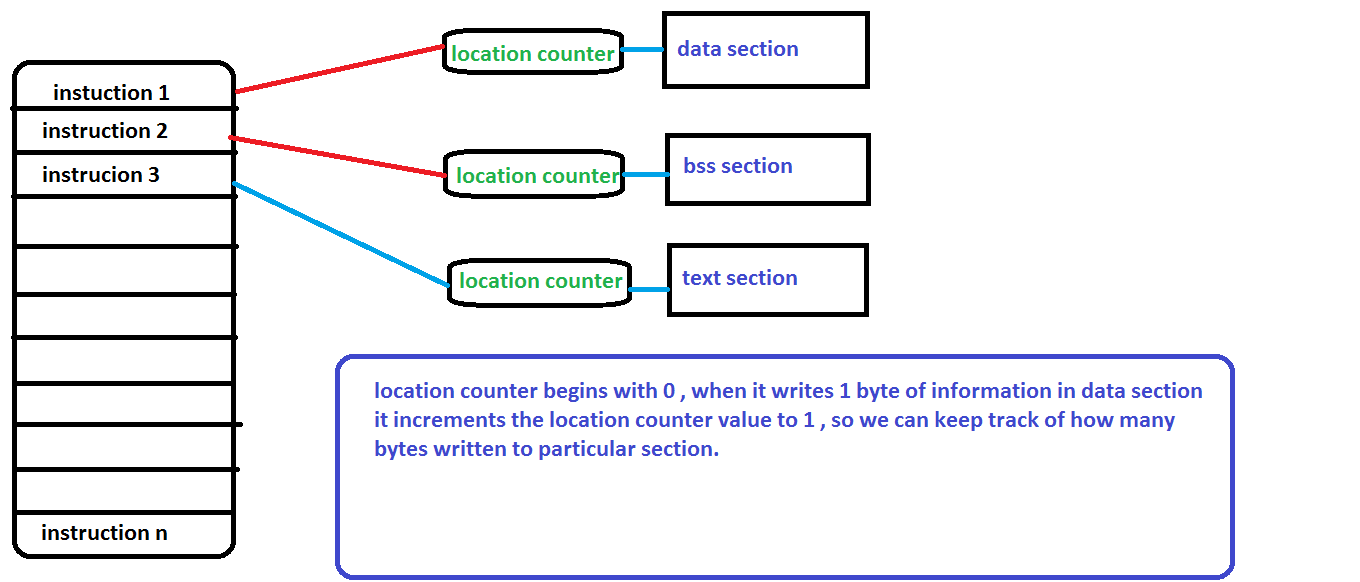 instuction 1
instruction 2
instrucion 3
instruction n
location counter
data section
location counter
bss section
location counter
text section
location counter begins with 0 , when it writes 1 byte of information in data section
it increments the location counter value to 1 , so we can keep track of how many
bytes written to particular section.